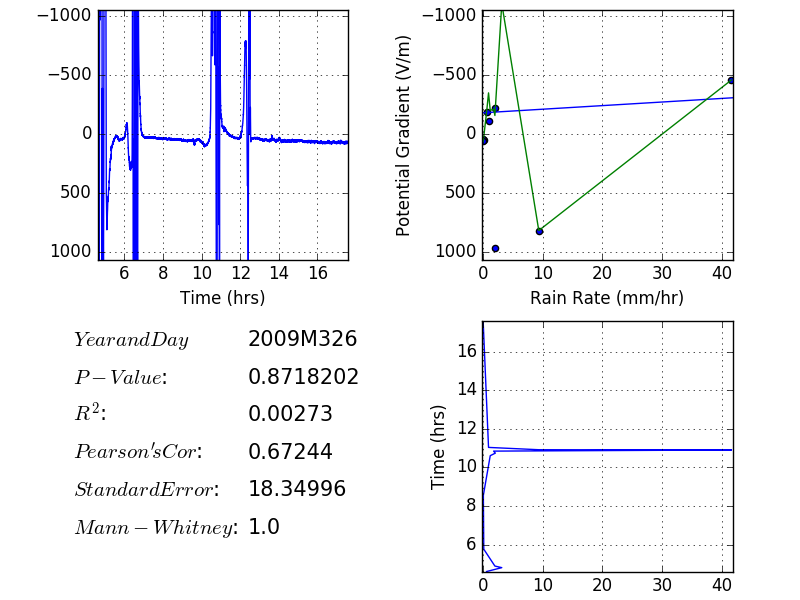 −1000
−500
0
500
1000
6 8 10 12 14 16
Time (hrs)
Potential Gradient (V/m)
−1000
−500
0
500
1000
0 10 20 30 40
Rain Rate (mm/hr)
YearandDay 2009M326
P−Value: 0.8718202
R²: 0.00273
Pearson'sCor: 0.67244
StandardError: 18.34996
Mann−Whitney: 1.0
Time (hrs)
16
14
12
10
8
6
0 10 20 30 40